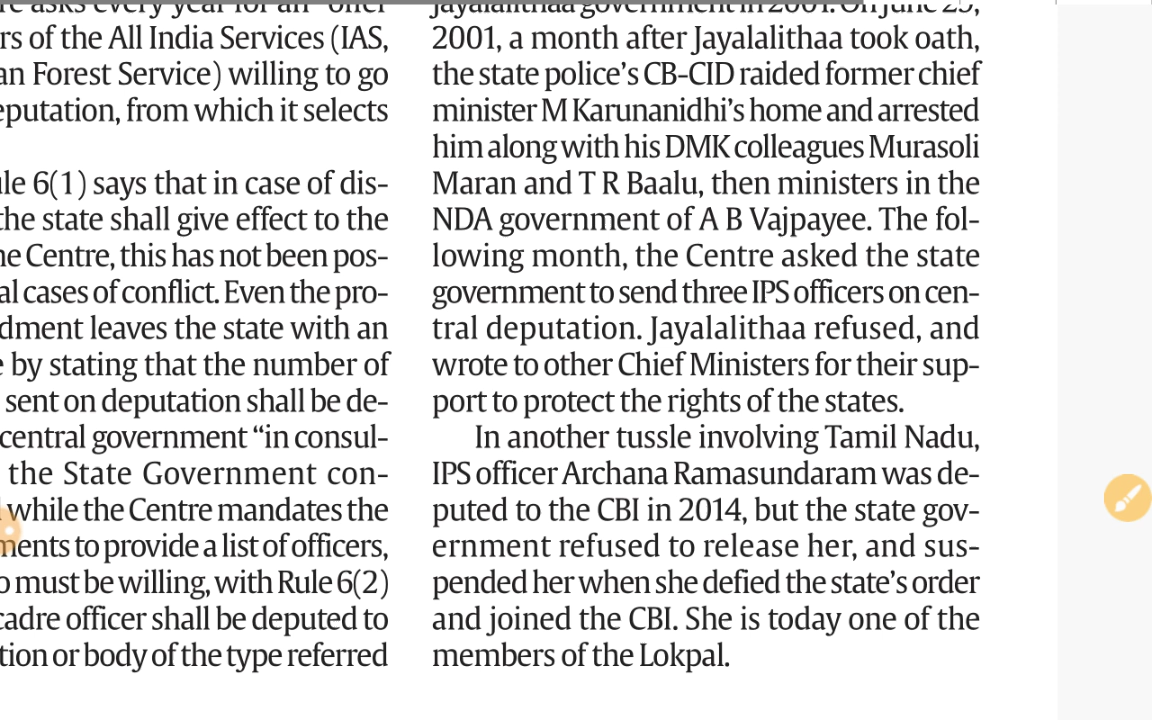 every year for an "offer
rs of the All India Services (IAS,
an Forest Service) willing to go
eputation, from which it selects
ule 6(1) says that in case of dis-
the state shall give effect to the
he Centre, this has not been pos-
al cases of conflict. Even the pro-
dment leaves the state with an
e by stating that the number of
sent on deputation shall be de-
central government "in consul-
the State Government con-
while the Centre mandates the
ments to provide a list of officers,
o must be willing, with Rule 6(2)
cadre officer shall be deputed to
tion or body of the type referred
Jayalalithaa government in 2001. On June
2001, a month after Jayalalithaa took oath,
the state police's CB-CID raided former chief
minister M Karunanidhi's home and arrested
him along with his DMK colleagues Murasoli
Maran and T R Baalu, then ministers in the
NDA government of A B Vajpayee. The fol-
lowing month, the Centre asked the state
government to send three IPS officers on cen-
tral deputation. Jayalalithaa refused, and
wrote to other Chief Ministers for their sup-
port to protect the rights of the states.
In another tussle involving Tamil Nadu,
IPS officer Archana Ramasundaram was de-
puted to the CBI in 2014, but the state gov-
ernment refused to release her, and sus-
pended her when she defied the state's order
and joined the CBI. She is today one of the
members of the Lokpal.